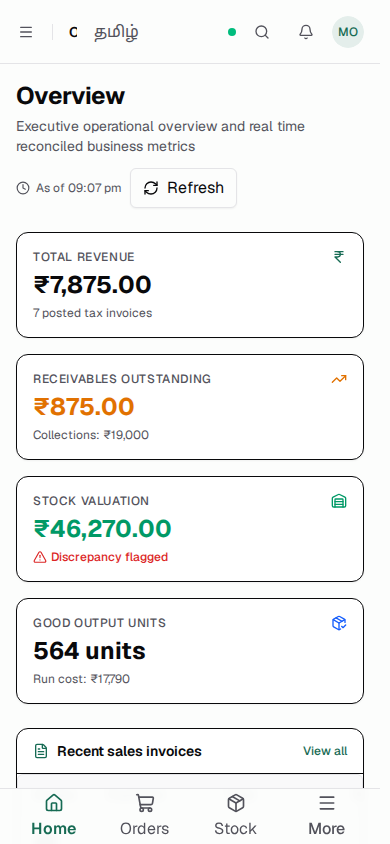 தமிழ்
MO
Overview
Executive operational overview and real time
reconciled business metrics
As of 09:07 pm
Refresh
TOTAL REVENUE
₹7,875.00
7 posted tax invoices
RECEIVABLES OUTSTANDING
₹875.00
Collections: ₹19,000
STOCK VALUATION
₹46,270.00
Discrepancy flagged
GOOD OUTPUT UNITS
564 units
Run cost: ₹17,790
Recent sales invoices
View all
Home
Orders
Stock
More